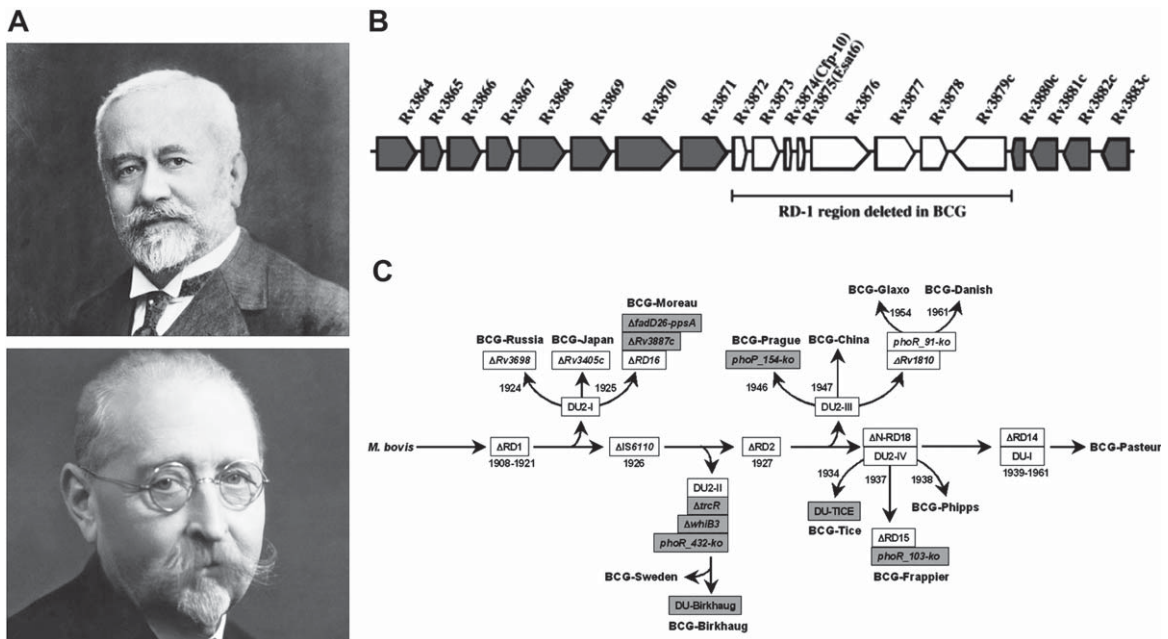 A
B
Rv3864 Rv3865 Rv3866 Rv3867 Rv3868 Rv3869 Rv3870 Rv3871 Rv3872 Rv3873 Rv3874(Cfp-10) Rv3875(Esat6) Rv3876 Rv3877 Rv3878 Rv3879c Rv3880c Rv3881c Rv3882c Rv3883c
RD-1 region deleted in BCG
C
BCG-Moreau
ΔfadD26-ppsA
BCG-Russia BCG-Japan ΔRv3887c
ΔRv3698 ΔRv3405c ΔRD16
1924 1925
DU2-I
BCG-Glaxo BCG-Danish
1954 1961
BCG-Prague BCG-China phoR_91-ko
phoP_154-ko ΔRv1810
1946 1947
DU2-III
M. bovis ΔRD1 ΔIS6110 ΔRD2 ΔN-RD18 ΔRD14 BCG-Pasteur
DU2-IV DU-I
1908-1921 1926 1927 1939-1961
DU2-II
ΔtrcR
ΔwhiB3
phoR_432-ko
BCG-Sweden
DU-Birkhaug
BCG-Birkhaug
1934 1937 1938
DU-TICE BCG-Phipps
BCG-Tice
ΔRD15
phoR_103-ko
BCG-Frappier